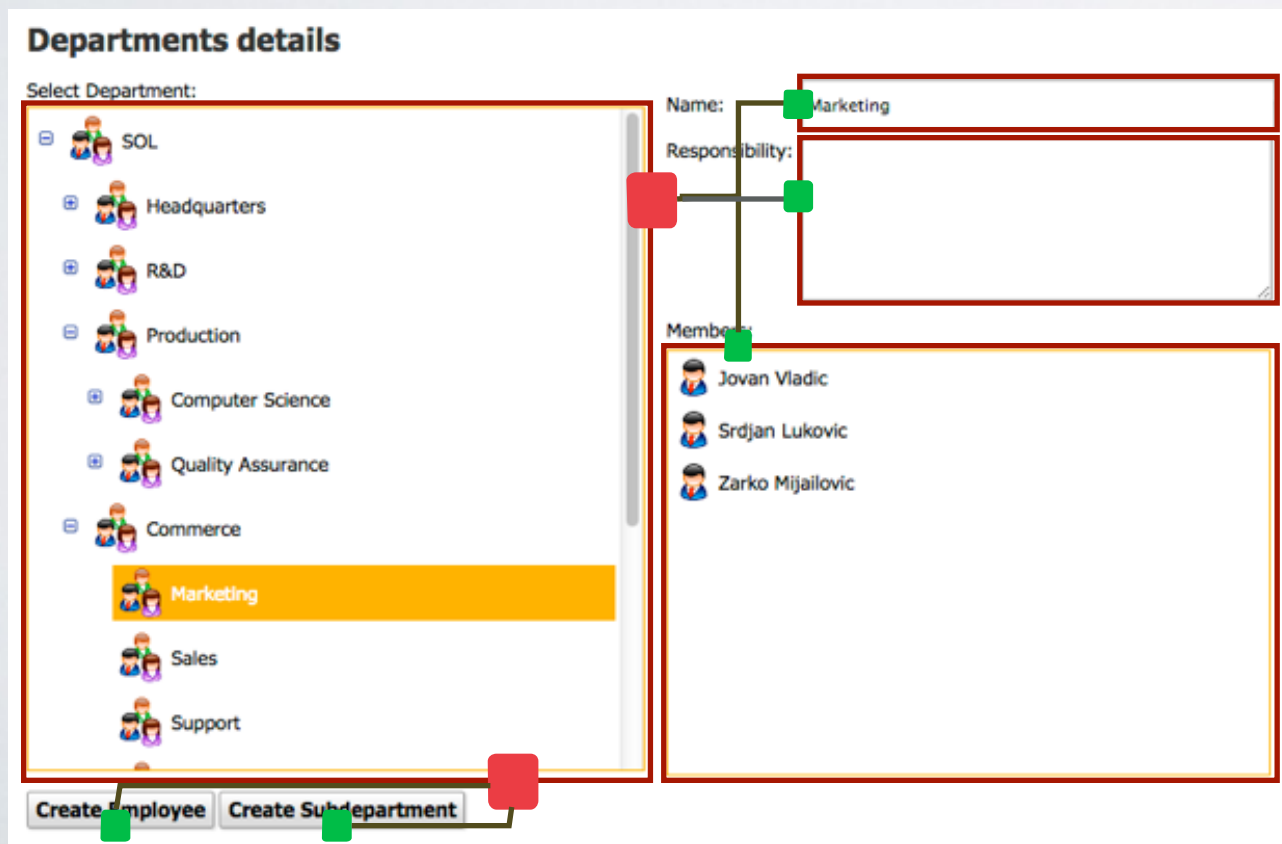 Departments details
Select Department:
SOL
Headquarters
R&D
Production
Computer Science
Quality Assurance
Commerce
Marketing
Sales
Support
Create Employee
Create Subdepartment
Name:
Marketing
Responsibility:
Members:
Jovan Vladic
Srdjan Lukovic
Zarko Mijailovic